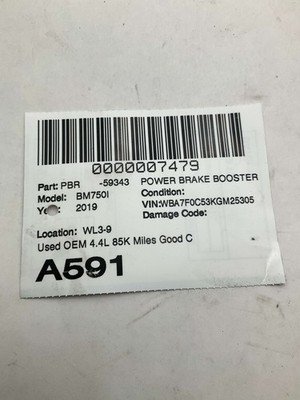 0000007479
Part: PBR -59343 POWER BRAKE BOOSTER
Model: BM750I Condition:
Year: 2019 VIN:WBA7F0C53KGM25305
Damage Code:
Location: WL3-9
Used OEM 4.4L 85K Miles Good C
A591